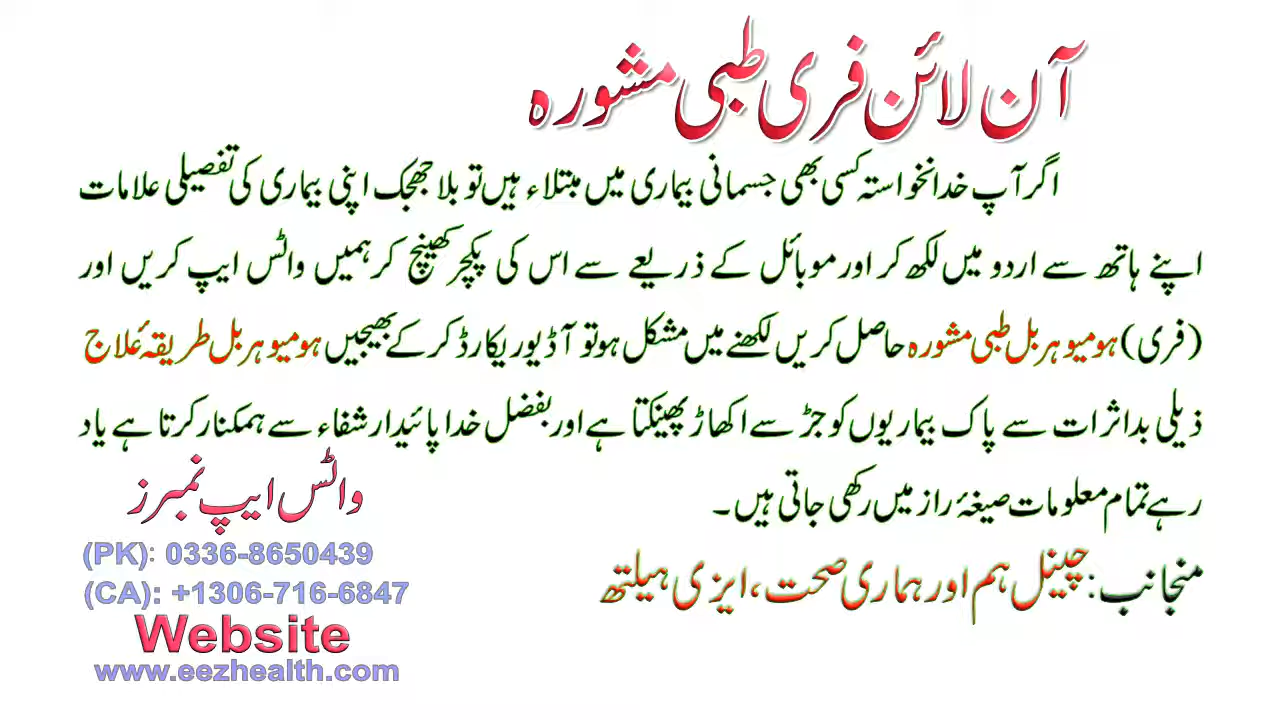 آن لائن فری طبی مشورہ
اگر آپ خدانخواستہ کسی بھی جسمانی بیماری میں مبتلاء ہیں تو بلا جھجک اپنی بیماری کی تفصیلی علامات
اپنے ہاتھ سے اردو میں لکھ کر اور موبائل کے ذریعے سے اس کی پکچر کھینچ کر ہمیں واٹس ایپ کریں اور
(فری) ہومیو ہربل طبی مشورہ حاصل کریں لکھنے میں مشکل ہو تو آڈیو ریکارڈ کر کے بھیجیں ہومیو ہربل طریقہ علاج
ذیلی بد اثرات سے پاک بیماریوں کو جڑ سے اکھاڑ پھینکتا ہے اور بفضل خدا پائیدار شفاء سے ہمکنار کرتا ہے یاد
رہے تمام معلومات صیغۂ راز میں رکھی جاتی ہیں۔
منجانب: چینل ہم اور ہماری صحت، ایزی ہیلتھ
واٹس ایپ نمبرز
(PK): 0336-8650439
(CA): +1306-716-6847
Website
www.eezhealth.com